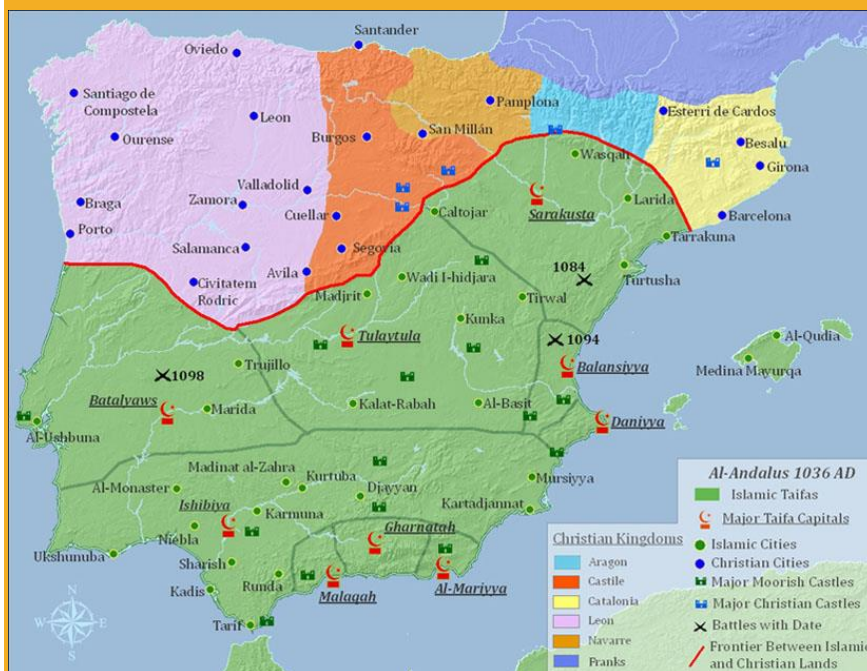 Santander
Oviedo
Santiago de
Compostela
Leon
Ourense
Burgos
San Millán
Pamplona
Esterri de Cardos
Besalu
Girona
Wasqah
Valladolid
Braga
Zamora
Cuellar
Caltojar
Sarakusta
Larida
Barcelona
Porto
Salamanca
Segovia
Tarrakuna
Avila
Civitatem
Rodric
Wadi I-hidjara
1084
Turtusha
Madjrit
Tirwal
Kunka
Tulaytula
1094
Al-Qudia
Medina Mayurqa
Trujillo
1098
Balansiyya
Batalyaws
Marida
Kalat-Rabah
Al-Basit
Daniyya
Al-Ushbuna
Madinat al-Zahra
Kurtuba
Mursiyya
Al-Monaster
Djayyan
Ishibiya
Karmuna
Kartadjannat
Niebla
Gharnatah
Ukshunuba
Sharish
Runda
Malaqah
Al-Mariyya
Kadis
Tarif
N
W
E
S
Christian Kingdoms
Aragon
Castile
Catalonia
Leon
Navarre
Franks
Al-Andalus 1036 AD
Islamic Taifas
Major Taifa Capitals
Islamic Cities
Christian Cities
Major Moorish Castles
Major Christian Castles
Battles with Date
Frontier Between Islamic
and Christian Lands